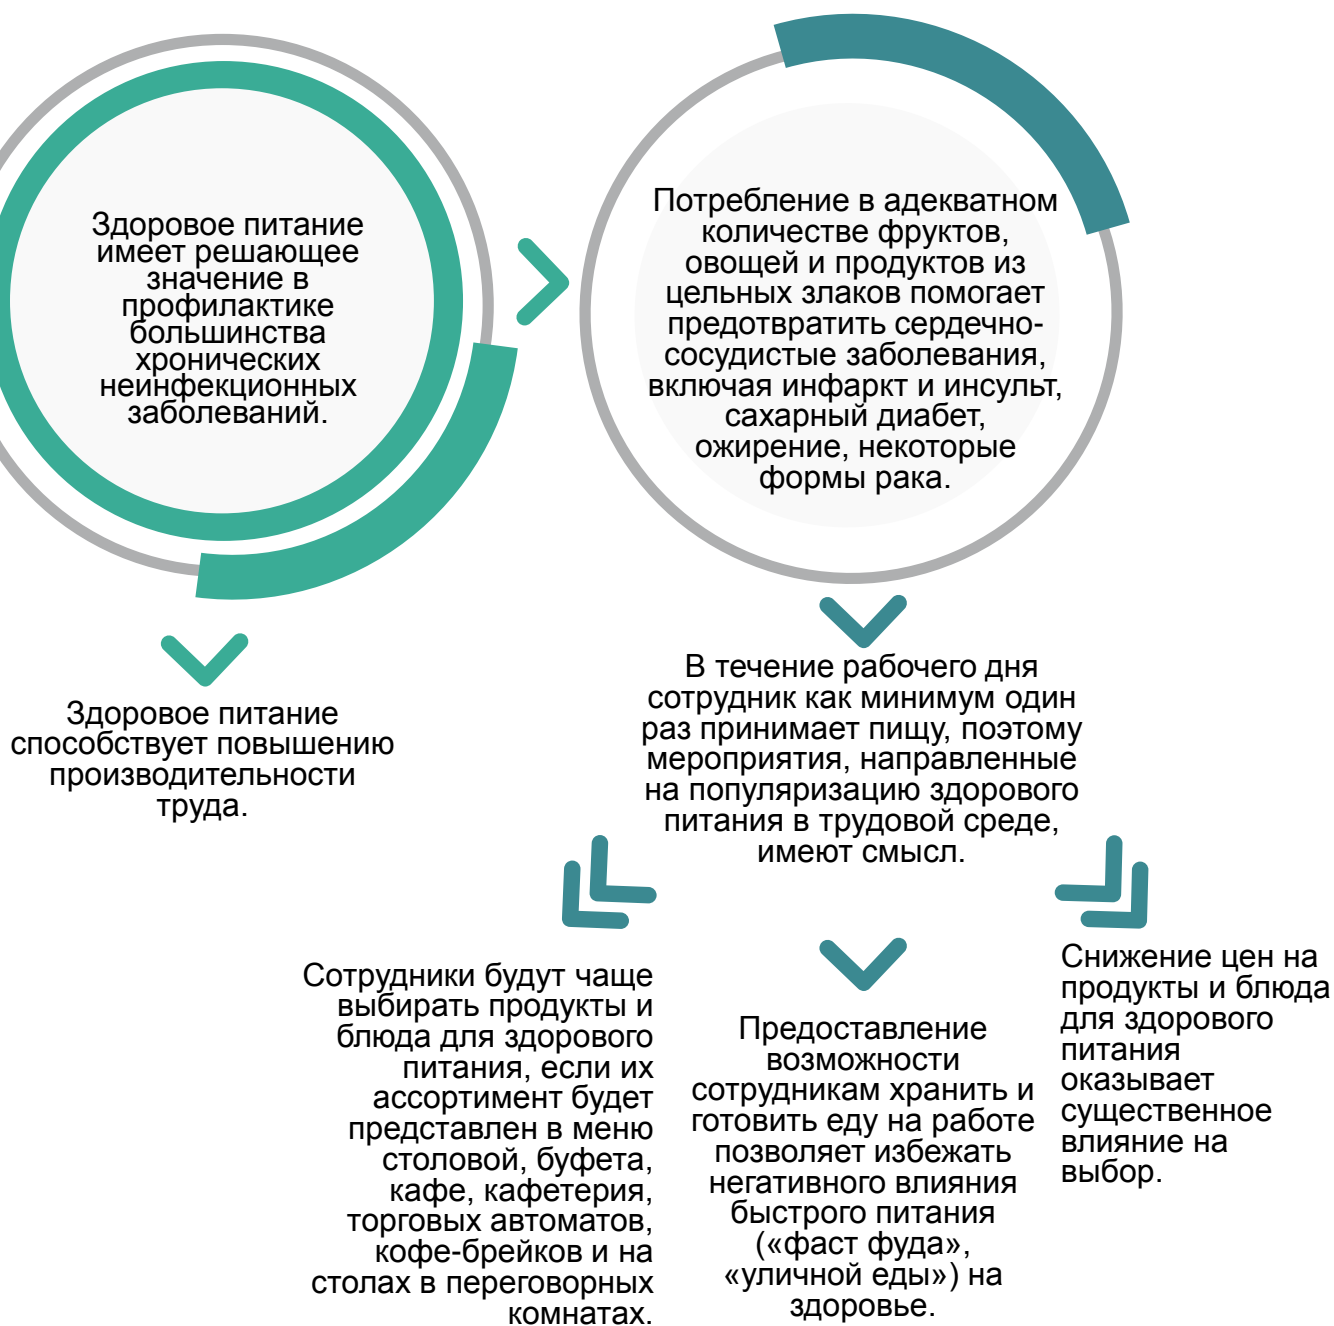 Здоровое питание
имеет решающее
значение в
профилактике
большинства
хронических
неинфекционных
заболеваний.
Потребление в адекватном
количестве фруктов,
овощей и продуктов из
цельных злаков помогает
предотвратить сердечно-
сосудистые заболевания,
включая инфаркт и инсульт,
сахарный диабет,
ожирение, некоторые
формы рака.
Здоровое питание
способствует повышению
производительности
труда.
В течение рабочего дня
сотрудник как минимум один
раз принимает пищу, поэтому
мероприятия, направленные
на популяризацию здорового
питания в трудовой среде,
имеют смысл.
Сотрудники будут чаще
выбирать продукты и
блюда для здорового
питания, если их
ассортимент будет
представлен в меню
столовой, буфета,
кафе, кафетерия,
торговых автоматов,
кофе-брейков и на
столах в переговорных
комнатах.
Предоставление
возможности
сотрудникам хранить и
готовить еду на работе
позволяет избежать
негативного влияния
быстрого питания
(«фаст фуда»,
«уличной еды») на
здоровье.
Снижение цен на
продукты и блюда
для здорового
питания
оказывает
существенное
влияние на
выбор.